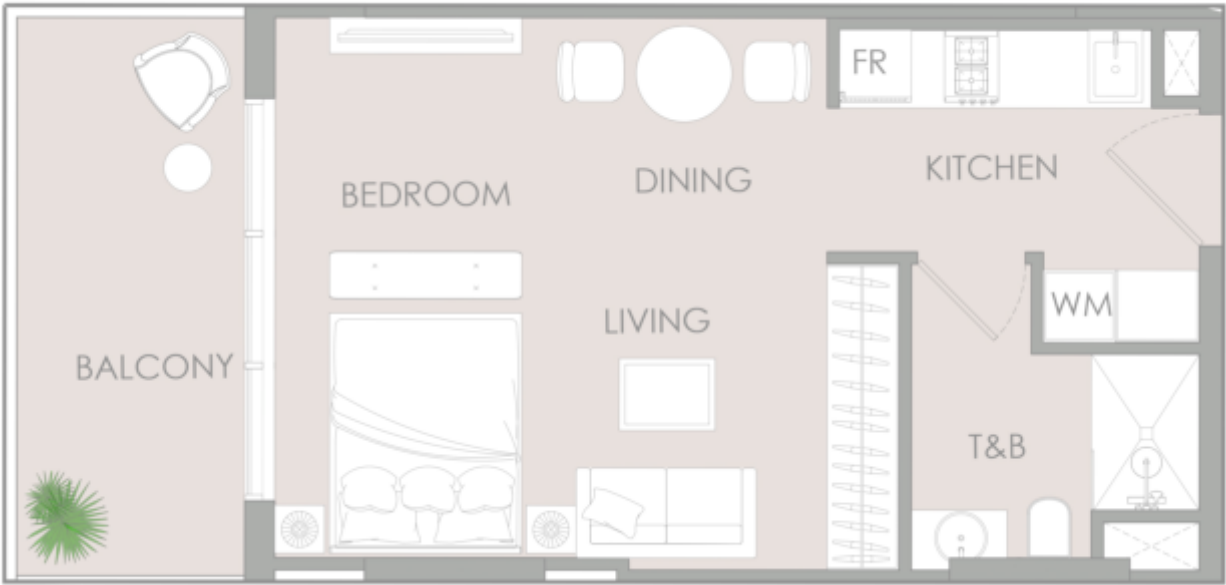 FR
KITCHEN
DINING
BEDROOM
LIVING
WM
BALCONY
T&B